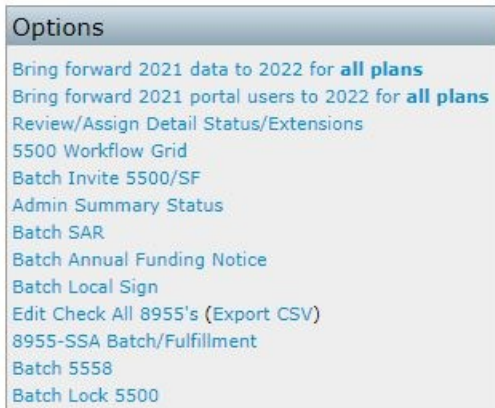 Options
Bring forward 2021 data to 2022 for all plans
Bring forward 2021 portal users to 2022 for all plans
Review/Assign Detail Status/Extensions
5500 Workflow Grid
Batch Invite 5500/SF
Admin Summary Status
Batch SAR
Batch Annual Funding Notice
Batch Local Sign
Edit Check All 8955's (Export CSV)
8955-SSA Batch/Fulfillment
Batch 5558
Batch Lock 5500